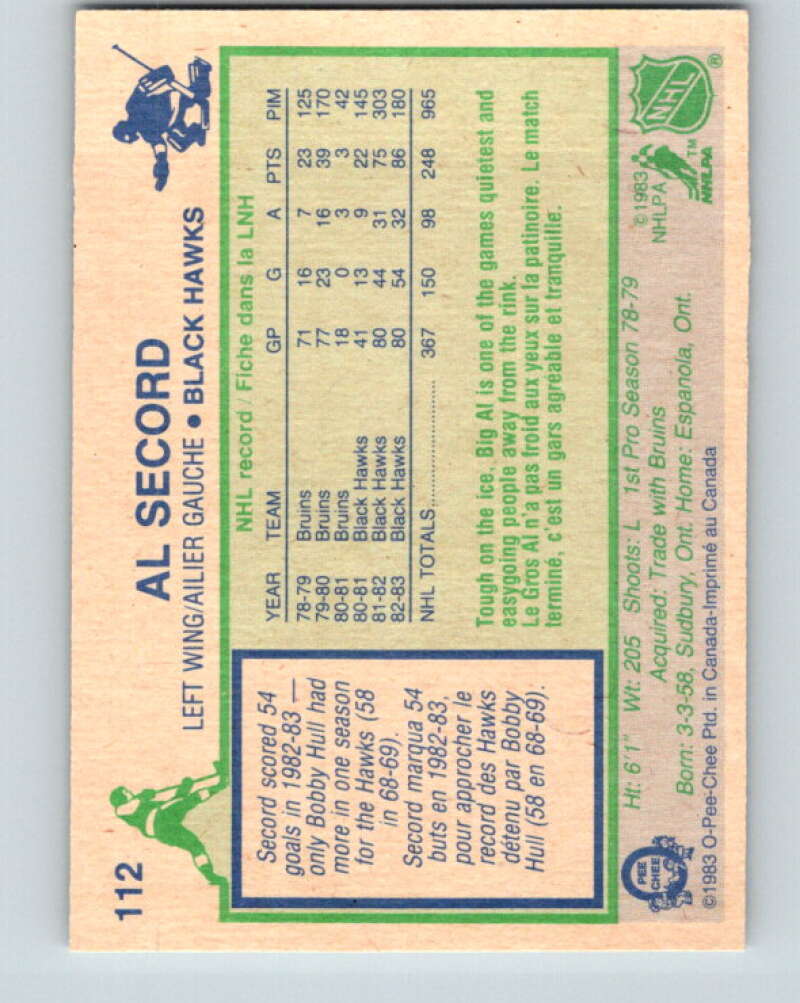 112
AL SECORD
LEFT WING/AILIER GAUCHE • BLACK HAWKS
Secord scored 54
goals in 1982-83 —
only Bobby Hull had
more in one season
for the Hawks (58
in 68-69).
Secord marqua 54
buts en 1982-83,
pour approcher le
record des Hawks
détenu par Bobby
Hull (58 en 68-69).
NHL record / Fiche dans la LNH
YEAR TEAM GP G A PTS PIM
78-79 Bruins 71 16 7 23 125
79-80 Bruins 77 23 16 39 170
80-81 Bruins 18 0 3 3 42
80-81 Black Hawks 41 13 9 22 145
81-82 Black Hawks 80 44 31 75 303
82-83 Black Hawks 80 54 32 86 180
NHL TOTALS 367 150 98 248 965
Tough on the ice, Big Al is one of the games quietest and
easygoing people away from the rink.
Le Gros Al n'a pas froid aux yeux sur la patinoire. Le match
terminé, c'est un gars agréable et tranquille.
Ht: 6'1" Wt: 205 Shoots: L 1st Pro Season 78-79
Acquired: Trade with Bruins
Born: 3-3-58, Sudbury, Ont. Home: Espanola, Ont.
©1983 O-Pee-Chee Ptd. in Canada-Imprimé au Canada
O
PEE
CHEE
©1983
NHLPA
NHLPA
TM
NHL
®